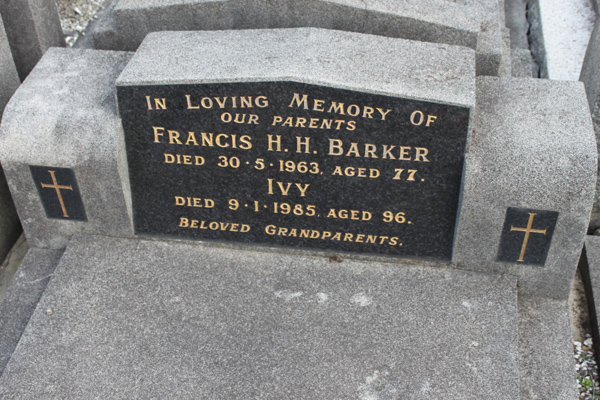 In Loving Memory Of
OUR PARENTS
FRANCIS H. H. BARKER
DIED 30·5·1963, AGED 77.
IVY
DIED 9·1·1985, AGED 96.
BELOVED GRANDPARENTS.